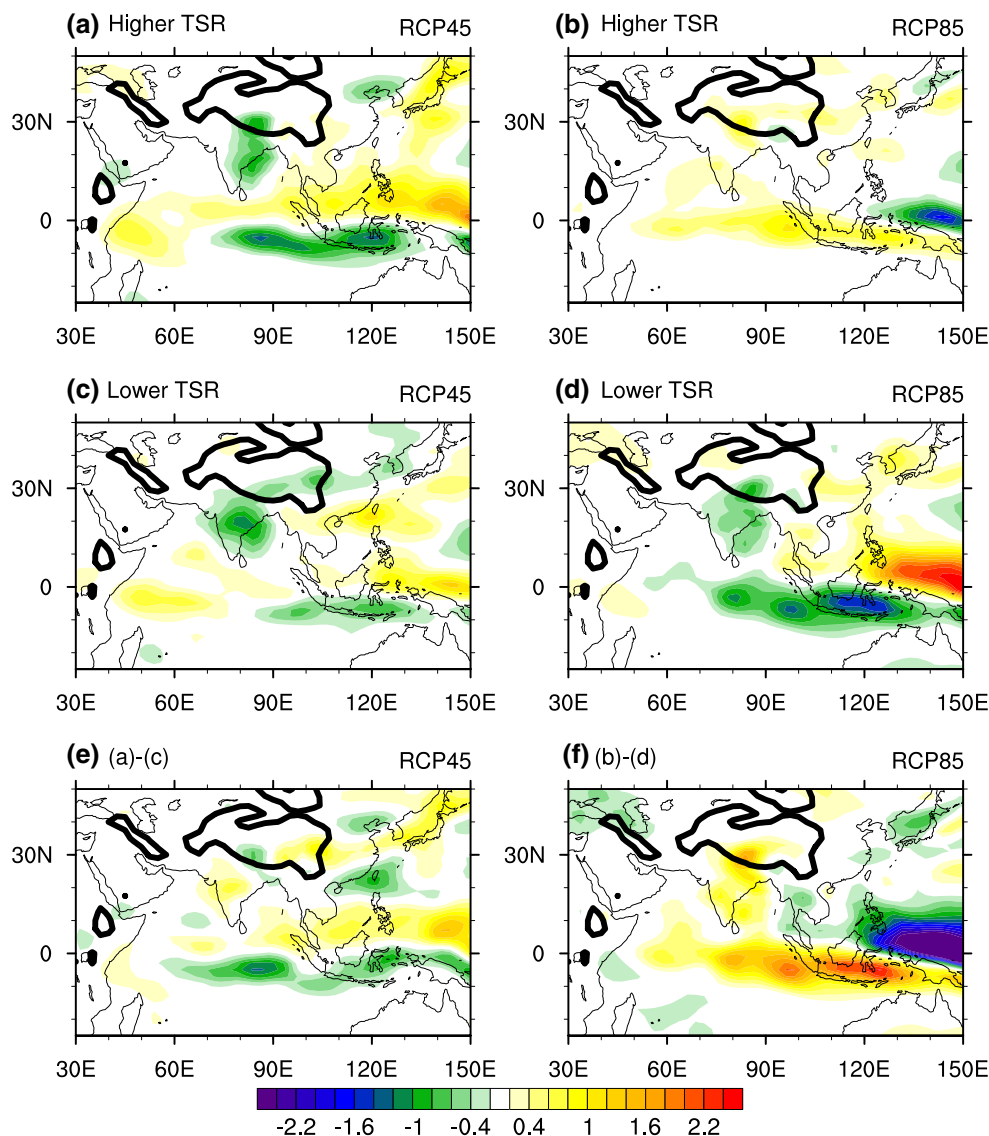 (a) Higher TSR RCP45
(b) Higher TSR RCP85
30N
0
30E 60E 90E 120E 150E
30N
0
30E 60E 90E 120E 150E
(c) Lower TSR RCP45
(d) Lower TSR RCP85
30N
0
30E 60E 90E 120E 150E
30N
0
30E 60E 90E 120E 150E
(e) (a)-(c) RCP45
(f) (b)-(d) RCP85
30N
0
30E 60E 90E 120E 150E
30N
0
30E 60E 90E 120E 150E
-2.2 -1.6 -1 -0.4 0.4 1 1.6 2.2